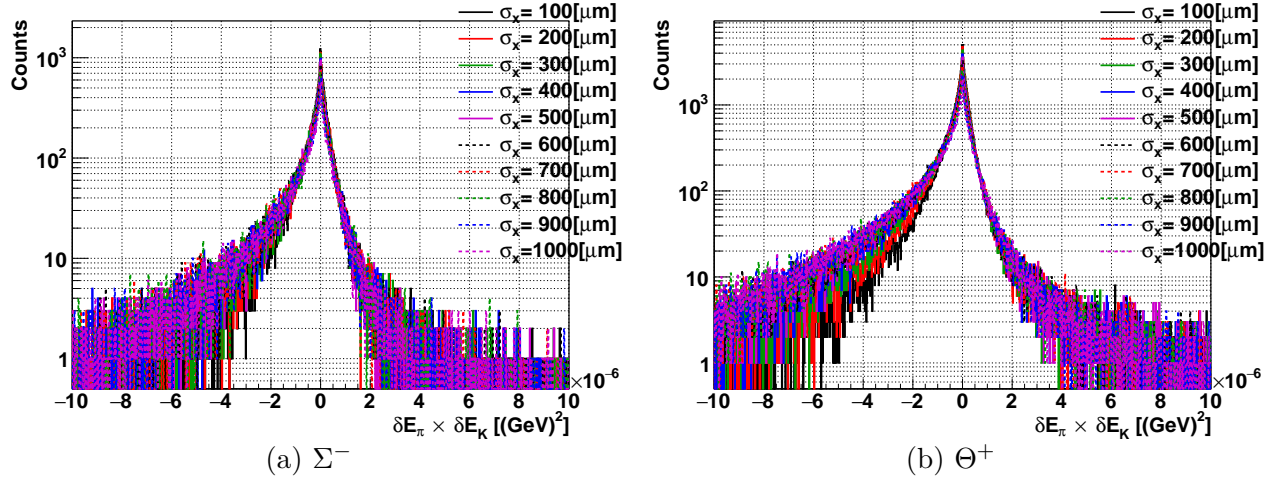 Counts
10³
10²
10
1
−10 −8 −6 −4 −2 0 2 4 6 8 10
×10⁻⁶
δE_π × δE_K [(GeV)²]
σₓ= 100[μm]
σₓ= 200[μm]
σₓ= 300[μm]
σₓ= 400[μm]
σₓ= 500[μm]
σₓ= 600[μm]
σₓ= 700[μm]
σₓ= 800[μm]
σₓ= 900[μm]
σₓ=1000[μm]
(a) Σ⁻
Counts
10³
10²
10
1
−10 −8 −6 −4 −2 0 2 4 6 8 10
×10⁻⁶
δE_π × δE_K [(GeV)²]
σₓ= 100[μm]
σₓ= 200[μm]
σₓ= 300[μm]
σₓ= 400[μm]
σₓ= 500[μm]
σₓ= 600[μm]
σₓ= 700[μm]
σₓ= 800[μm]
σₓ= 900[μm]
σₓ=1000[μm]
(b) Θ⁺